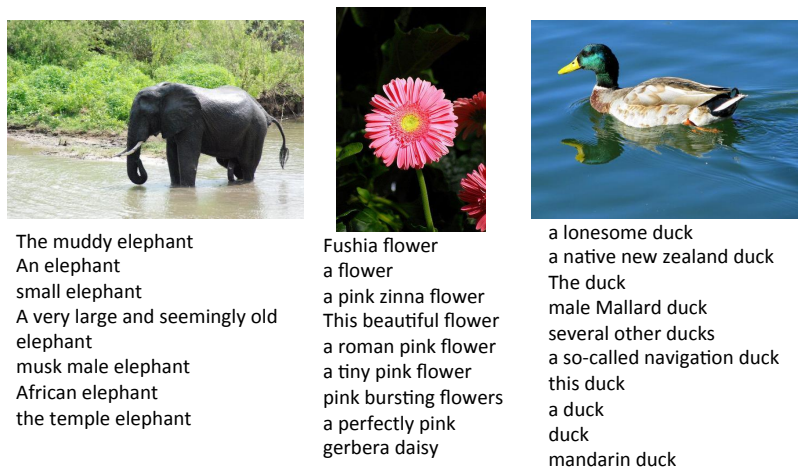 The muddy elephant
An elephant
small elephant
A very large and seemingly old
elephant
musk male elephant
African elephant
the temple elephant
Fushia flower
a flower
a pink zinna flower
This beautiful flower
a roman pink flower
a tiny pink flower
pink bursting flowers
a perfectly pink
gerbera daisy
a lonesome duck
a native new zealand duck
The duck
male Mallard duck
several other ducks
a so-called navigation duck
this duck
a duck
duck
mandarin duck